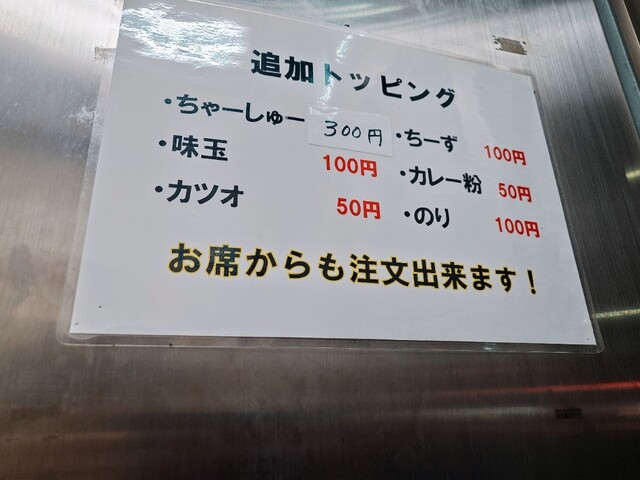 追加トッピング
・ちゃーしゅー 300円
・味玉 100円
・カツオ 50円
・ちーず 100円
・カレー粉 50円
・のり 100円
お席からも注文出来ます！